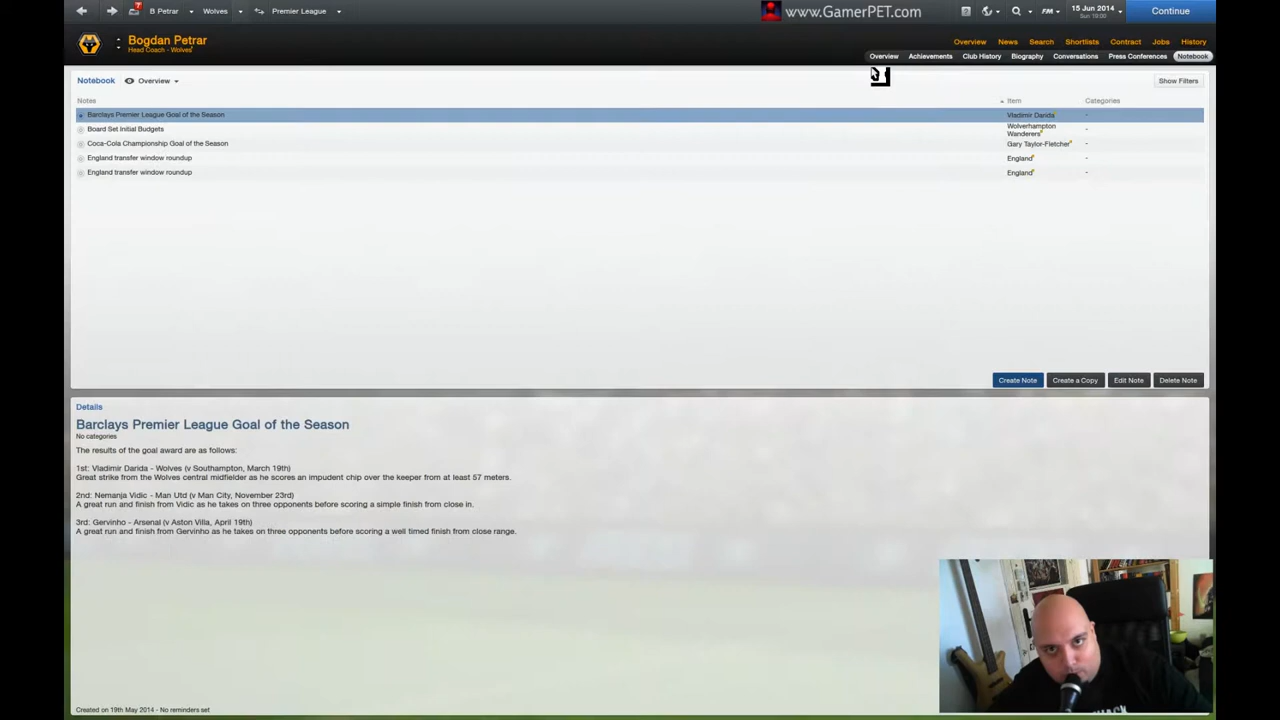 B Petrar
Wolves
Premier League
www.GamerPET.com
FM
15 Jun 2014
Sun 19:00
Continue
7
Bogdan Petrar
Head Coach - Wolves
Overview News Search Shortlists Contract Jobs History
Overview Achievements Club History Biography Conversations Press Conferences Notebook
Notebook Overview
Show Filters
Notes Item Categories
Barclays Premier League Goal of the Season Vladimir Darida -
Board Set Initial Budgets Wolverhampton Wanderers -
Coca-Cola Championship Goal of the Season Gary Taylor-Fletcher -
England transfer window roundup England -
England transfer window roundup England -
Create Note Create a Copy Edit Note Delete Note
Details
Barclays Premier League Goal of the Season
No categories
The results of the goal award are as follows:
1st: Vladimir Darida - Wolves (v Southampton, March 19th)
Great strike from the Wolves central midfielder as he scores an impudent chip over the keeper from at least 57 meters.
2nd: Nemanja Vidic - Man Utd (v Man City, November 23rd)
A great run and finish from Vidic as he takes on three opponents before scoring a simple finish from close in.
3rd: Gervinho - Arsenal (v Aston Villa, April 19th)
A great run and finish from Gervinho as he takes on three opponents before scoring a well timed finish from close range.
Created on 19th May 2014 - No reminders set